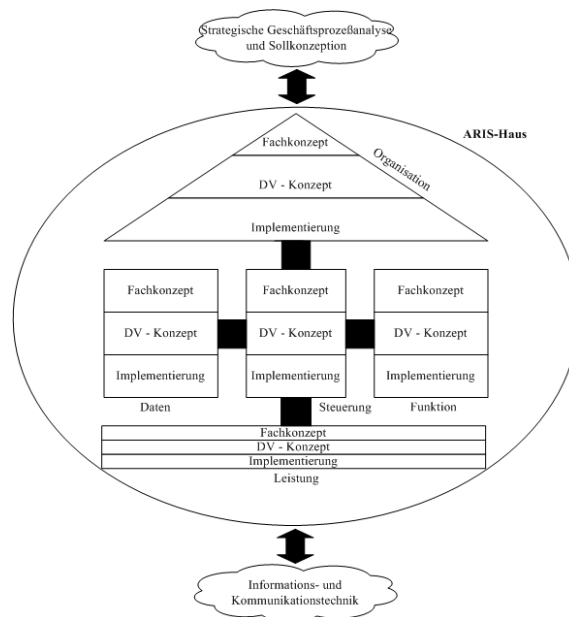 Strategische Geschäftsprozeßanalyse
und Sollkonzeption
ARIS-Haus
Fachkonzept
Organisation
DV - Konzept
Implementierung
Fachkonzept
Fachkonzept
Fachkonzept
DV - Konzept
DV - Konzept
DV - Konzept
Implementierung
Implementierung
Implementierung
Daten
Steuerung
Funktion
Fachkonzept
DV - Konzept
Implementierung
Leistung
Informations- und
Kommunikationstechnik